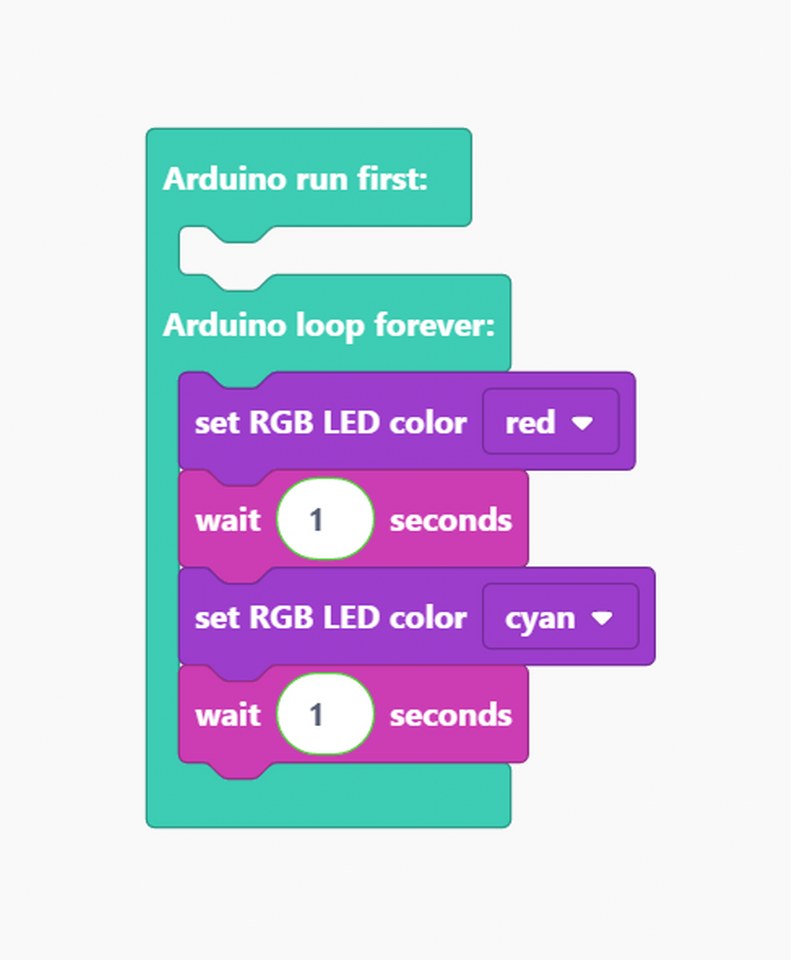 Arduino run first:
Arduino loop forever:
set RGB LED color red
wait 1 seconds
set RGB LED color cyan
wait 1 seconds